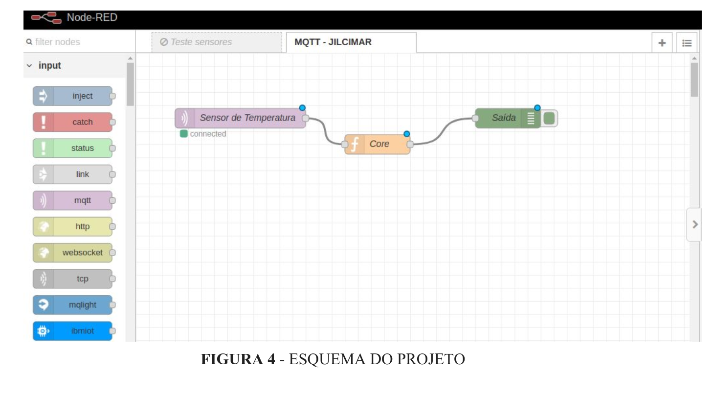 Node-RED
filter nodes
Teste sensores
MQTT - JILCIMAR
+
input
inject
catch
status
link
mqtt
http
websocket
tcp
mqlight
ibmiot
Sensor de Temperatura
connected
f Core
Saída
FIGURA 4 - ESQUEMA DO PROJETO